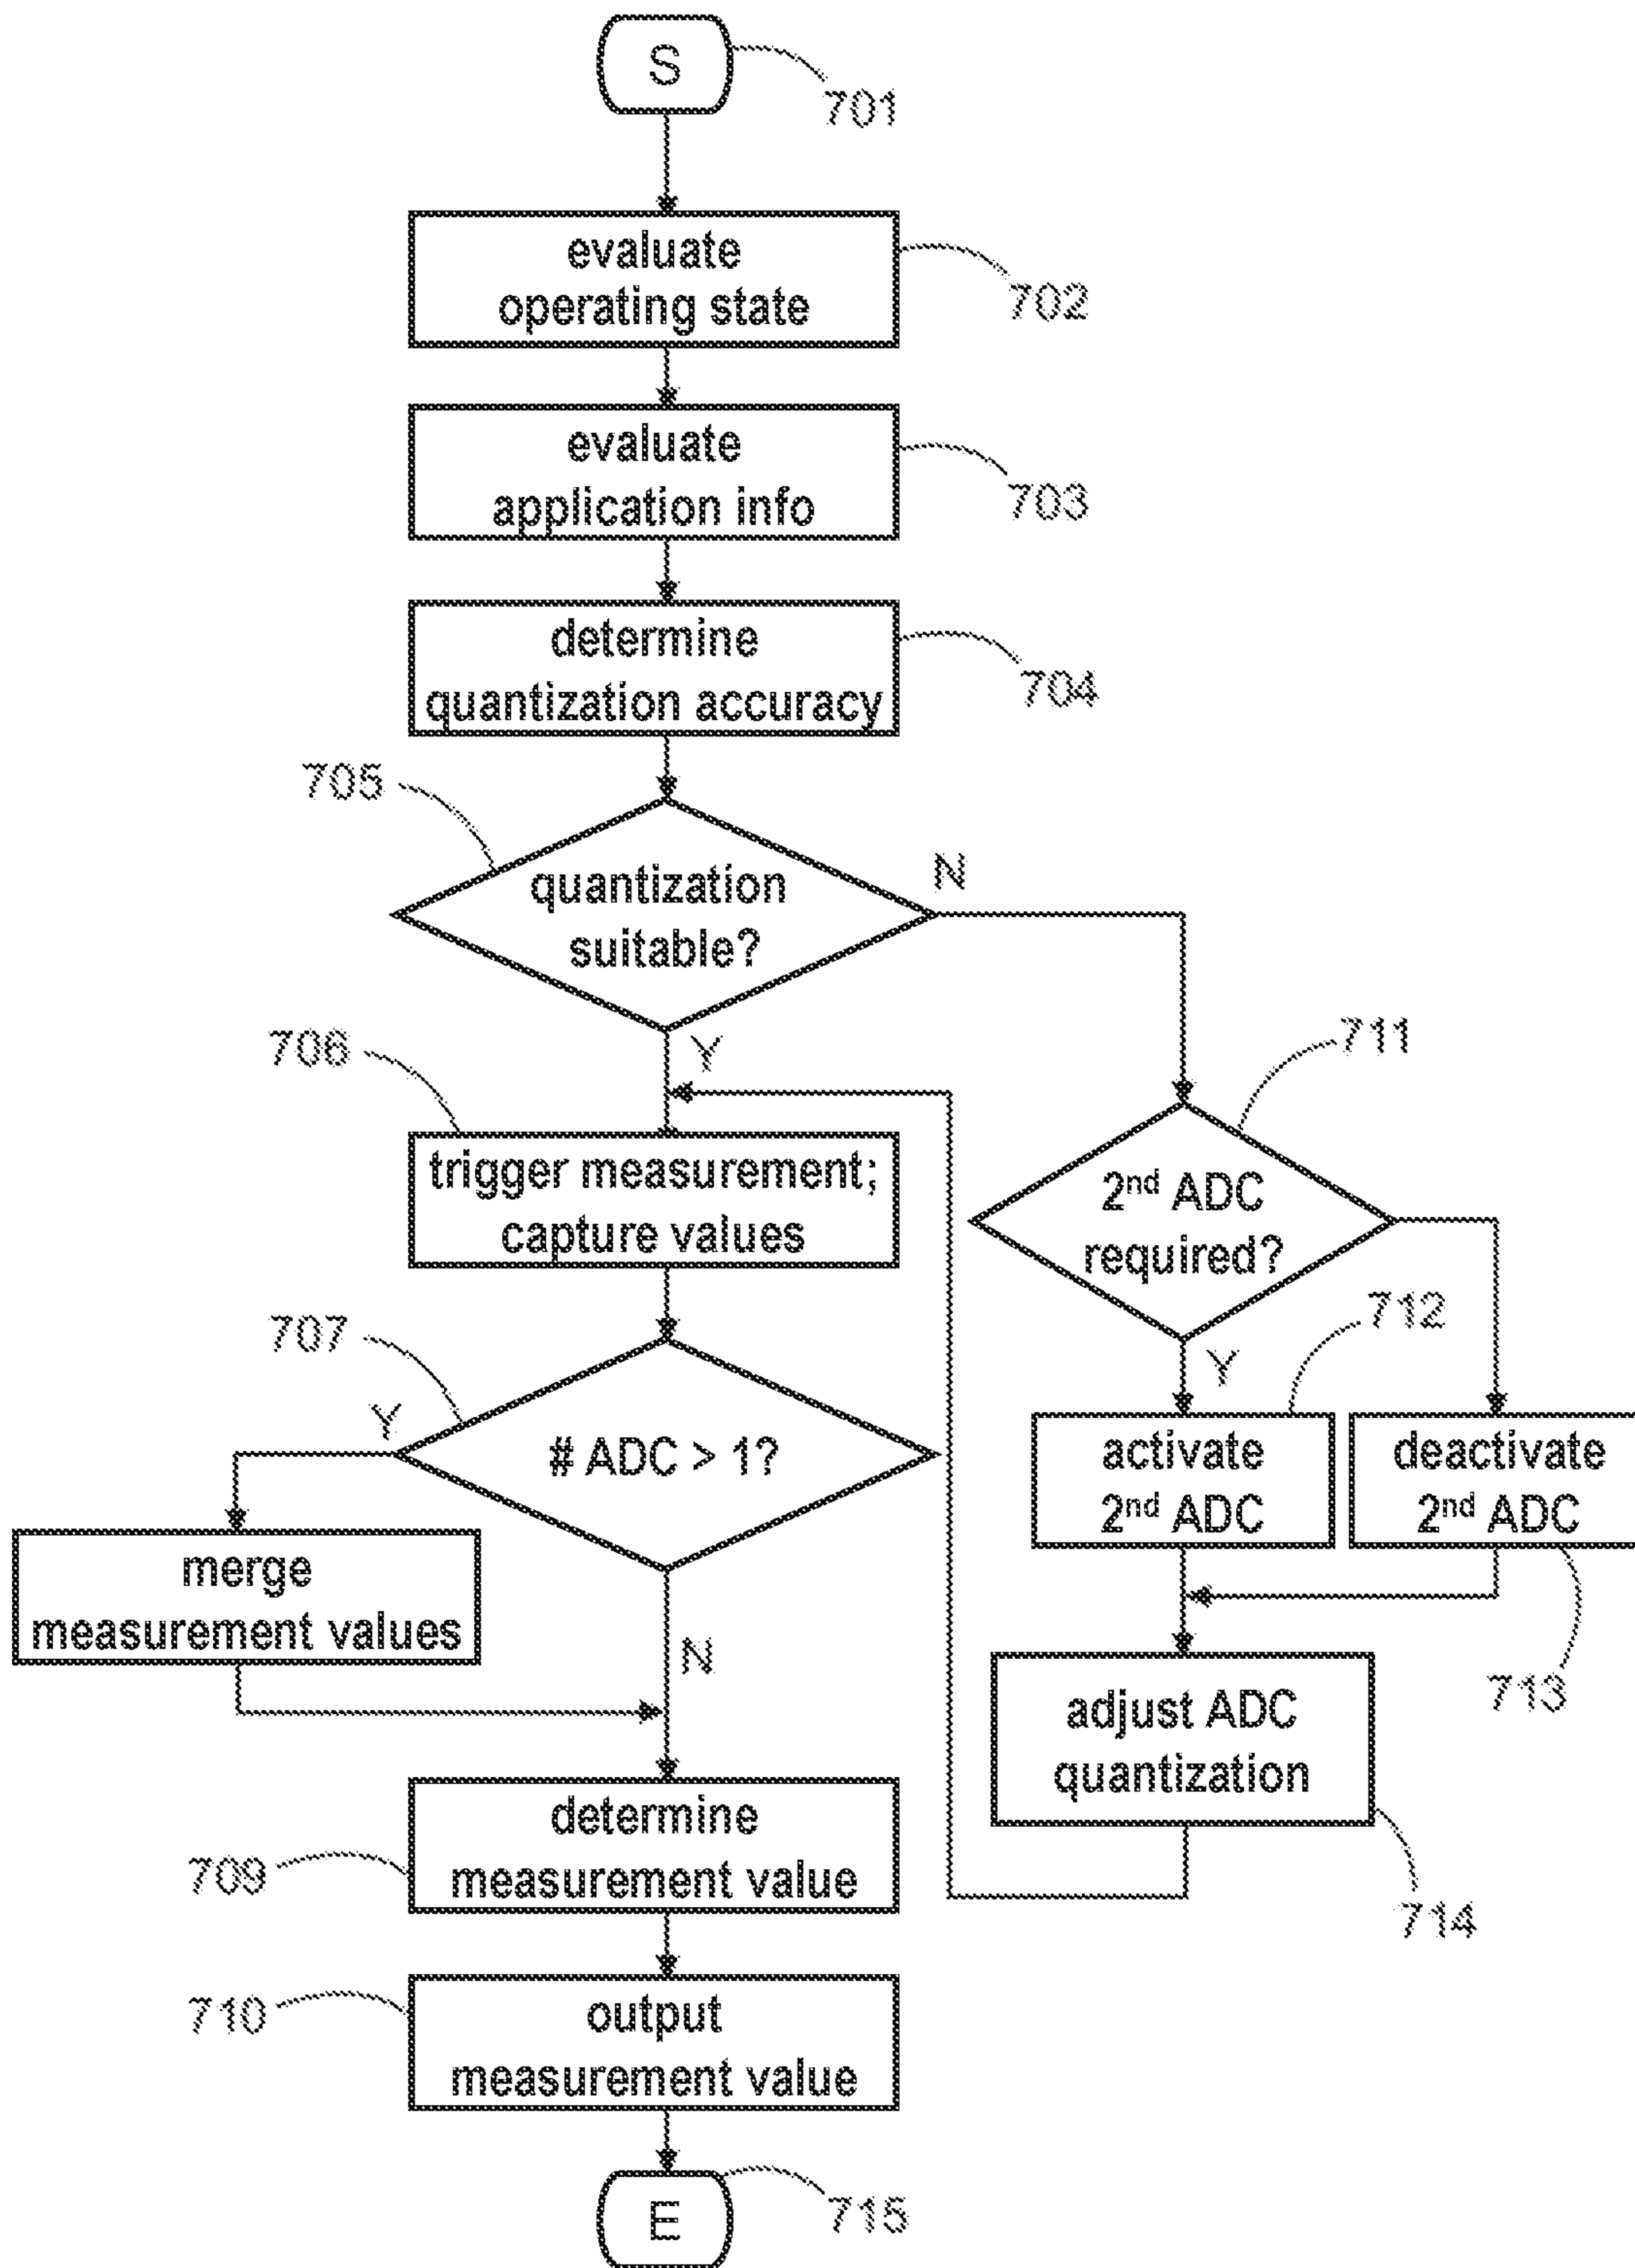 S
701
evaluate
operating state
702
evaluate
application info
703
determine
quantization accuracy
704
705
quantization
suitable?
N
Y
706
trigger measurement;
capture values
711
2nd ADC
required?
Y
712
activate
2nd ADC
deactivate
2nd ADC
713
707
# ADC > 1?
Y
N
merge
measurement values
adjust ADC
quantization
714
determine
measurement value
709
output
measurement value
710
E
715